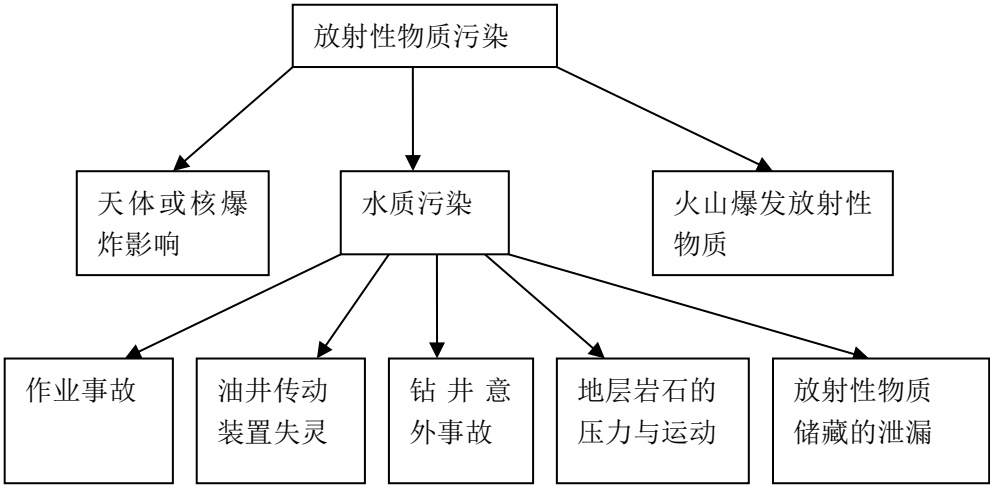 放射性物质污染
天体或核爆
炸影响
水质污染
火山爆发放射性
物质
作业事故
油井传动
装置失灵
钻井意
外事故
地层岩石的
压力与运动
放射性物质
储藏的泄漏